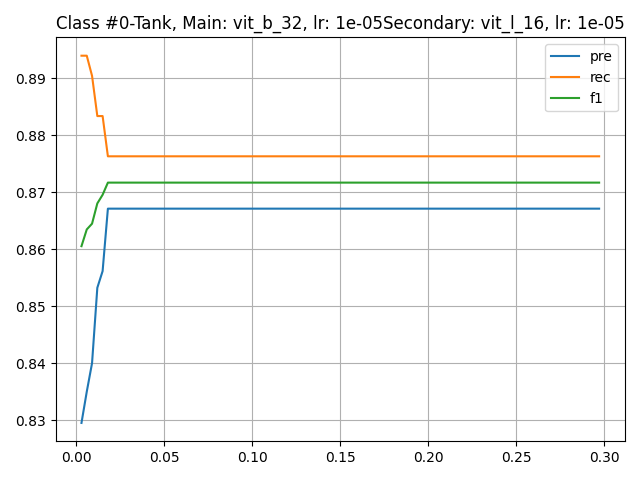 Class #0-Tank, Main: vit_b_32, lr: 1e-05Secondary: vit_l_16, lr: 1e-05
pre
rec
f1
0.89
0.88
0.87
0.86
0.85
0.84
0.83
0.00 0.05 0.10 0.15 0.20 0.25 0.30